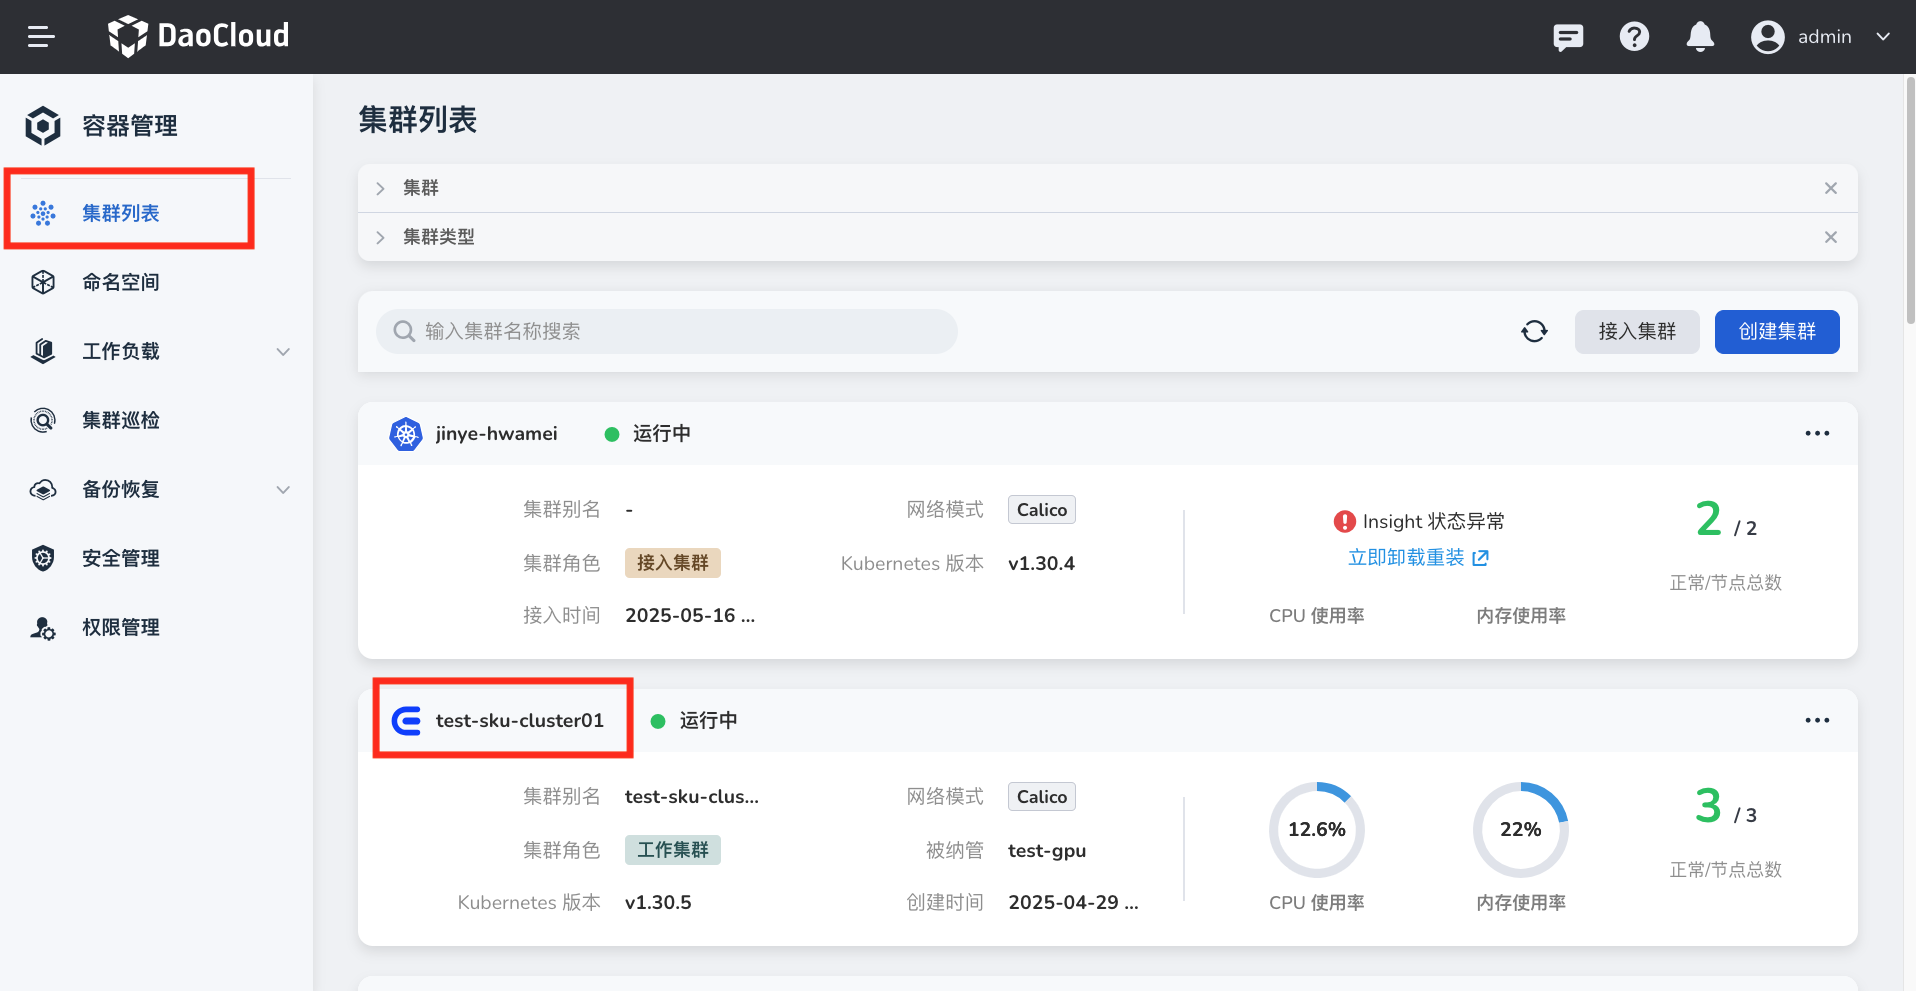 DaoCloud
admin
容器管理
集群列表
命名空间
工作负载
集群巡检
备份恢复
安全管理
权限管理
集群列表
集群
集群类型
输入集群名称搜索
接入集群
创建集群
jinye-hwamei
运行中
集群别名 -
网络模式 Calico
集群角色 接入集群
Kubernetes 版本 v1.30.4
接入时间 2025-05-16 ...
Insight 状态异常
立即卸载重装
CPU 使用率
内存使用率
2 / 2
正常/节点总数
test-sku-cluster01
运行中
集群别名 test-sku-clus...
网络模式 Calico
集群角色 工作集群
被纳管 test-gpu
Kubernetes 版本 v1.30.5
创建时间 2025-04-29 ...
12.6%
CPU 使用率
22%
内存使用率
3 / 3
正常/节点总数